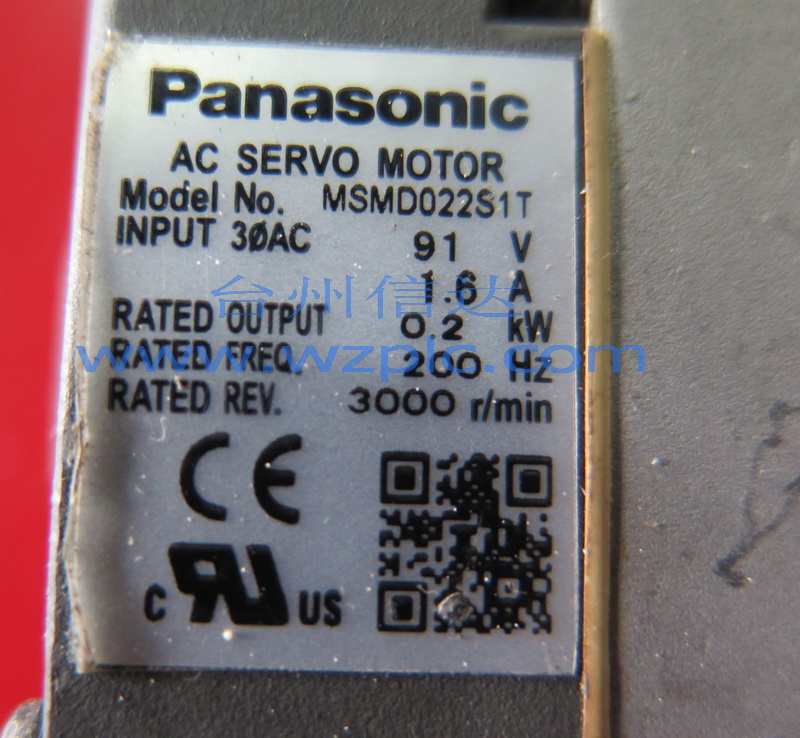 Panasonic
AC SERVO MOTOR
Model No. MSMD022S1T
INPUT 3ØAC 91 V
1.6 A
台州信达
RATED OUTPUT 0.2 kW
www.wzplc.com
RATED FREQ. 200 Hz
RATED REV. 3000 r/min
CE
C RU US